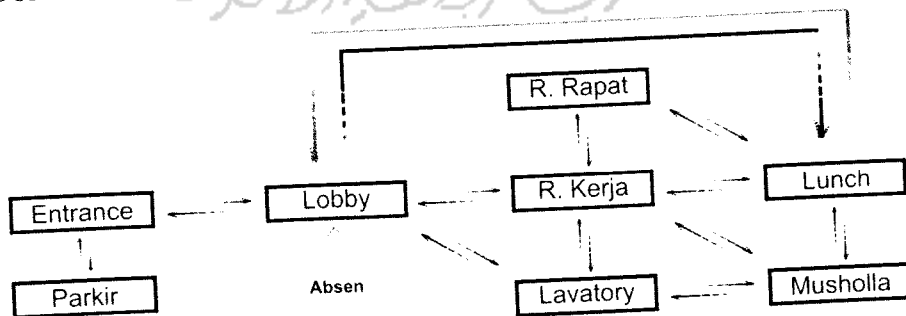 R. Rapat
Entrance
Lobby
R. Kerja
Lunch
Parkir
Absen
Lavatory
Musholla